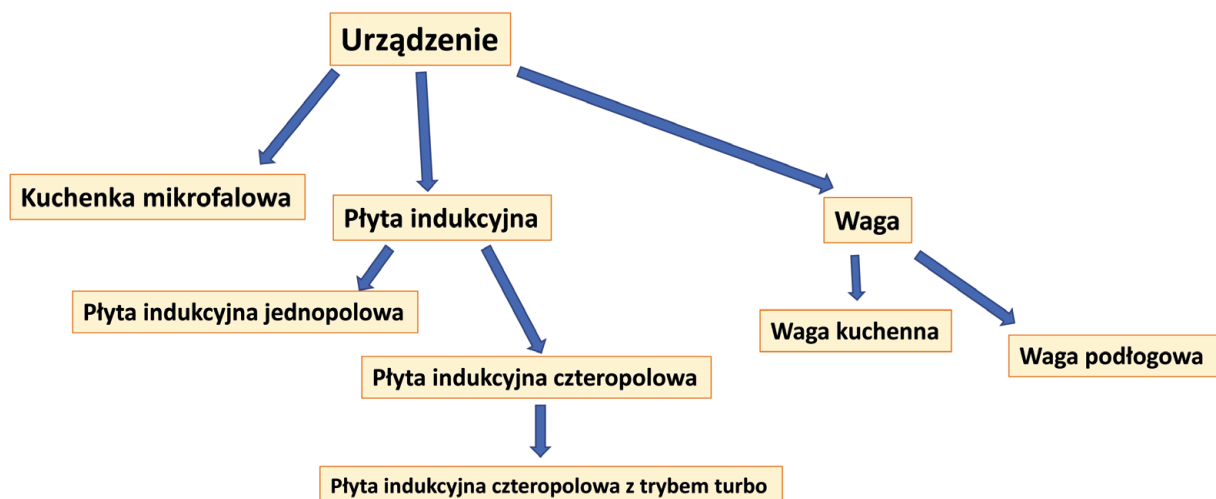 Urządzenie
Kuchenka mikrofalowa
Płyta indukcyjna
Waga
Płyta indukcyjna jednopolowa
Waga kuchenna
Waga podłogowa
Płyta indukcyjna czteropolowa
Płyta indukcyjna czteropolowa z trybem turbo